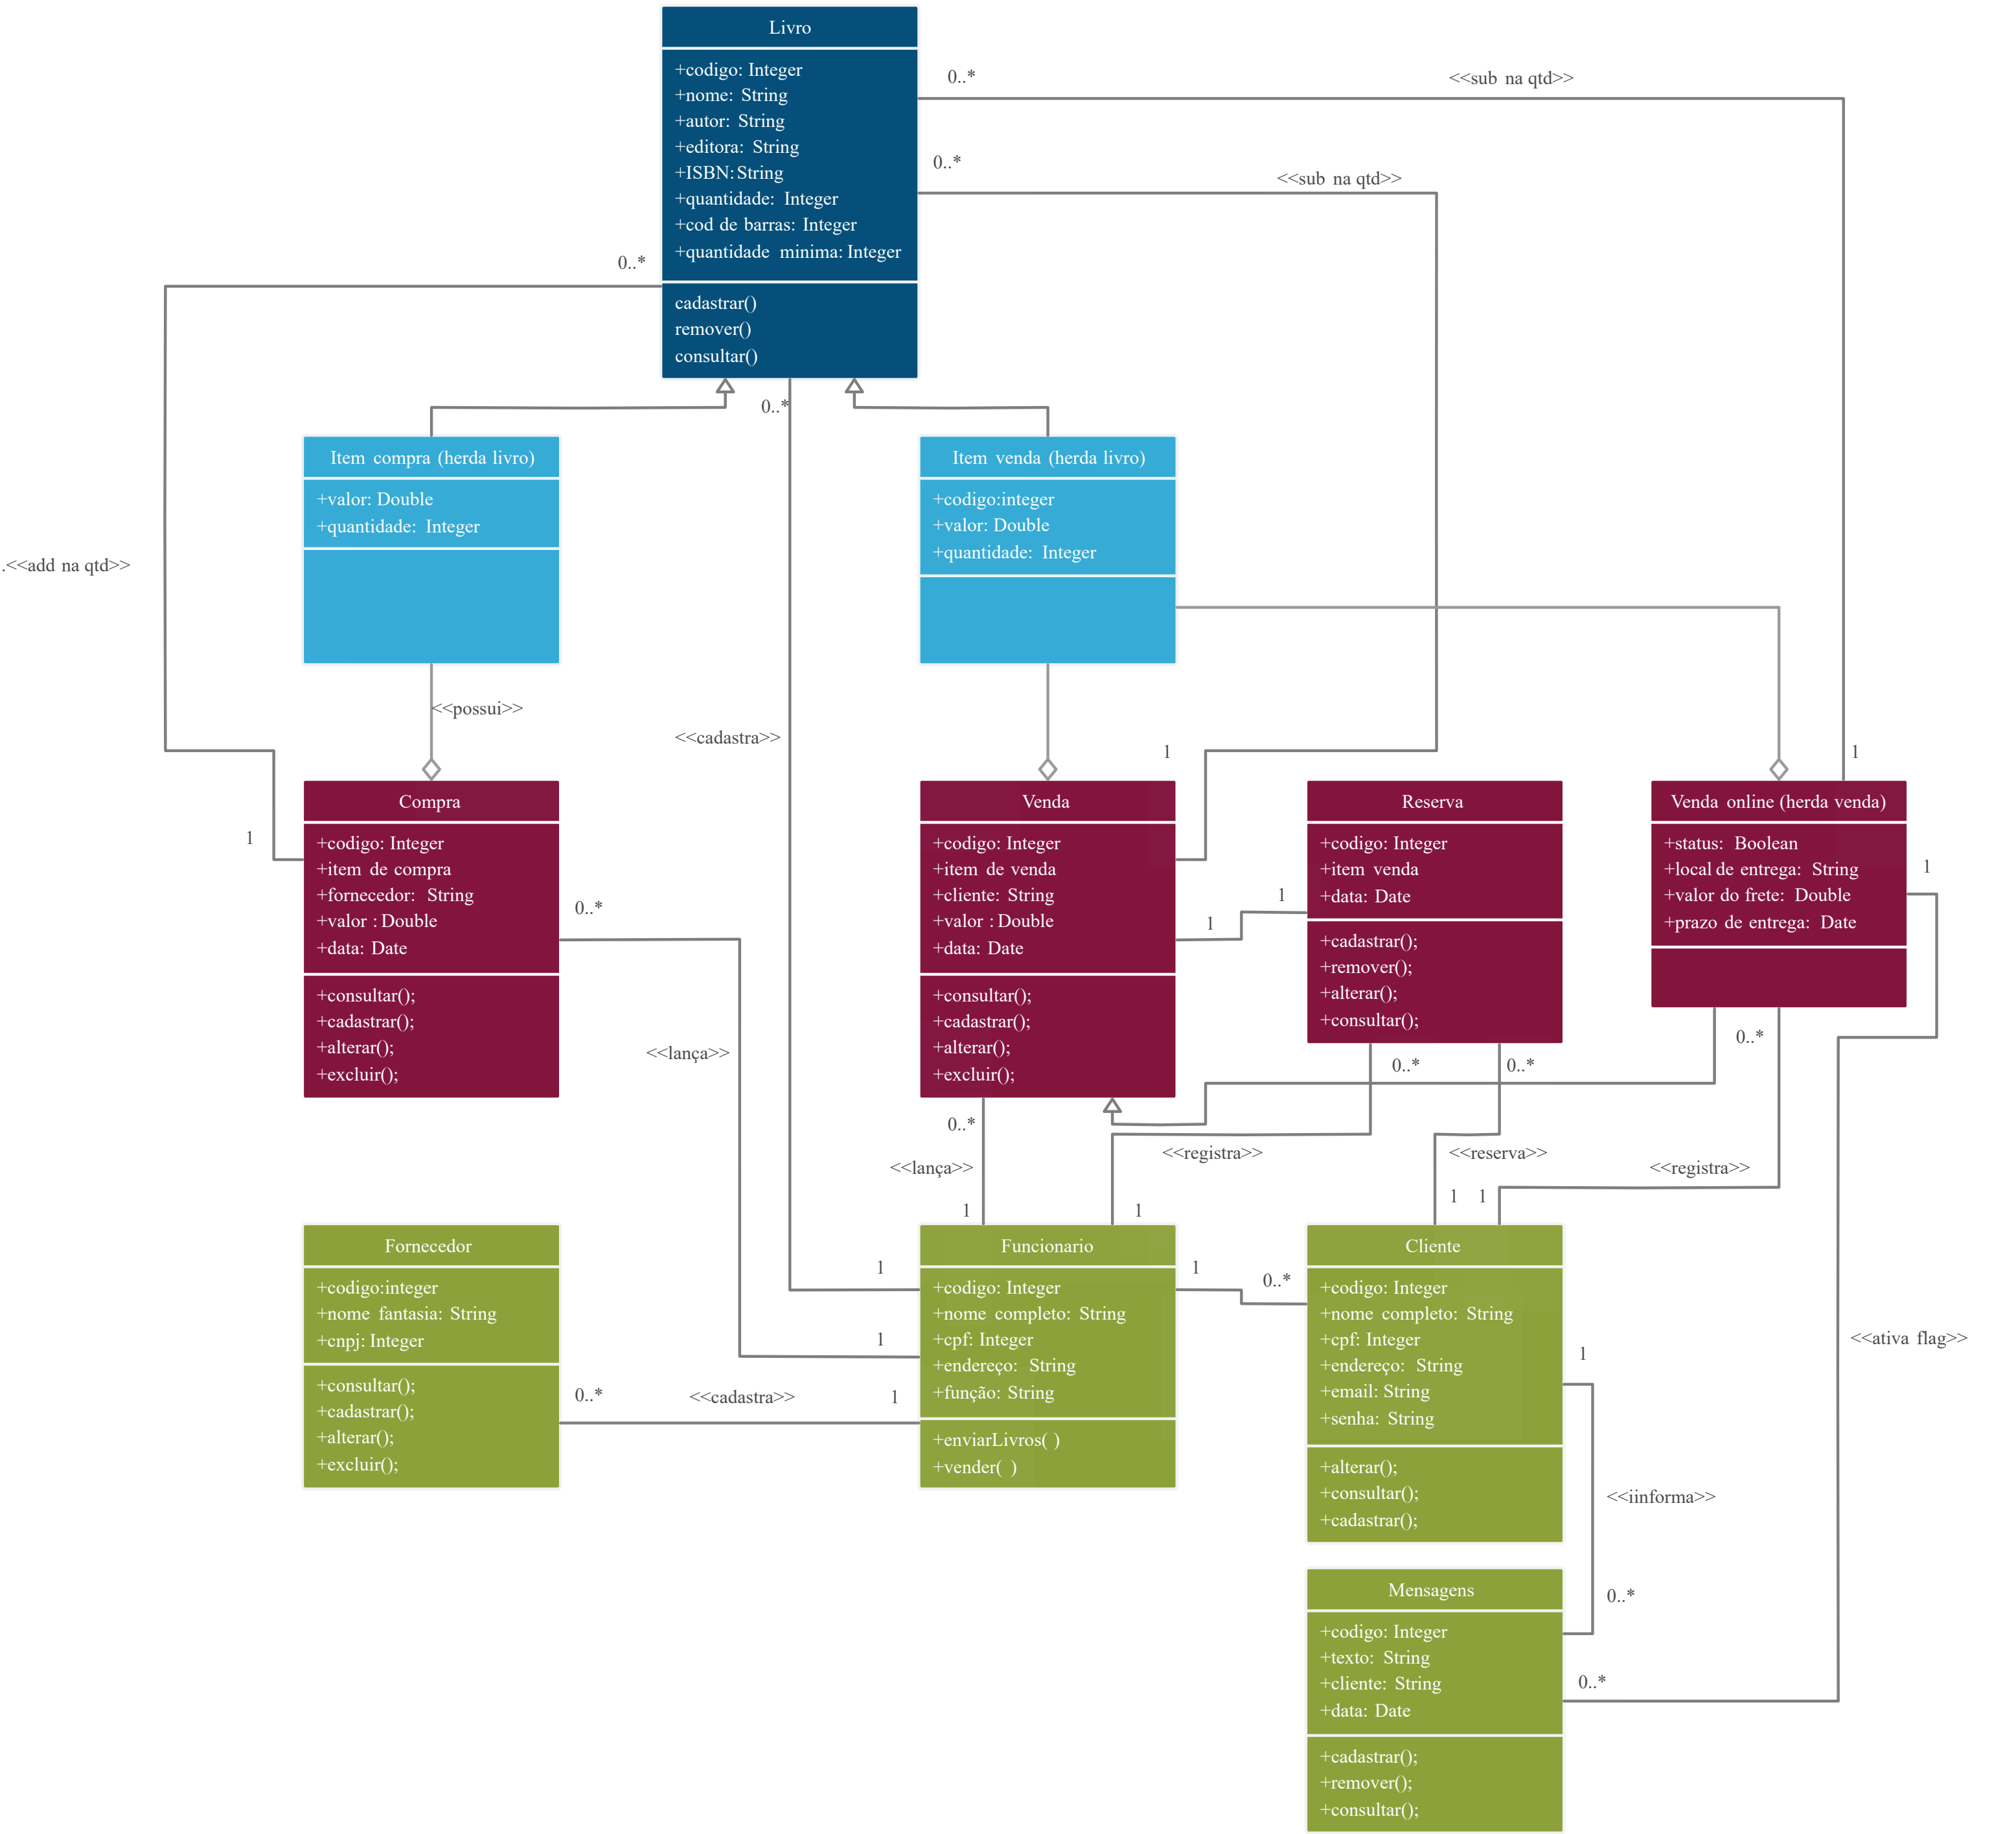 Livro
+codigo: Integer
+nome: String
+autor: String
+editora: String
+ISBN:String
+quantidade: Integer
+cod de barras: Integer
+quantidade minima: Integer
cadastrar()
remover()
consultar()
0..*
<<sub na qtd>>
0..*
<<sub na qtd>>
0..*
0..*
Item compra (herda livro)
+valor: Double
+quantidade: Integer
Item venda (herda livro)
+codigo:integer
+valor: Double
+quantidade: Integer
.<<add na qtd>>
<<possui>>
<<cadastra>>
1
1
1
Compra
+codigo: Integer
+item de compra
+fornecedor: String
+valor : Double
+data: Date
+consultar();
+cadastrar();
+alterar();
+excluir();
0..*
<<lança>>
Venda
+codigo: Integer
+item de venda
+cliente: String
+valor : Double
+data: Date
+consultar();
+cadastrar();
+alterar();
+excluir();
1
1
Reserva
+codigo: Integer
+item venda
+data: Date
+cadastrar();
+remover();
+alterar();
+consultar();
Venda online (herda venda)
+status: Boolean
+local de entrega: String
+valor do frete: Double
+prazo de entrega: Date
1
0..*
0..*
0..*
0..*
<<lança>>
<<registra>>
<<reserva>>
<<registra>>
1
1
1
1
Fornecedor
+codigo:integer
+nome fantasia: String
+cnpj: Integer
+consultar();
+cadastrar();
+alterar();
+excluir();
0..*
<<cadastra>>
1
1
1
Funcionario
+codigo: Integer
+nome completo: String
+cpf: Integer
+endereço: String
+função: String
+enviarLivros( )
+vender( )
1
0..*
Cliente
+codigo: Integer
+nome completo: String
+cpf: Integer
+endereço: String
+email: String
+senha: String
+alterar();
+consultar();
+cadastrar();
1
<<ativa flag>>
<<iinforma>>
0..*
Mensagens
+codigo: Integer
+texto: String
+cliente: String
+data: Date
+cadastrar();
+remover();
+consultar();
0..*